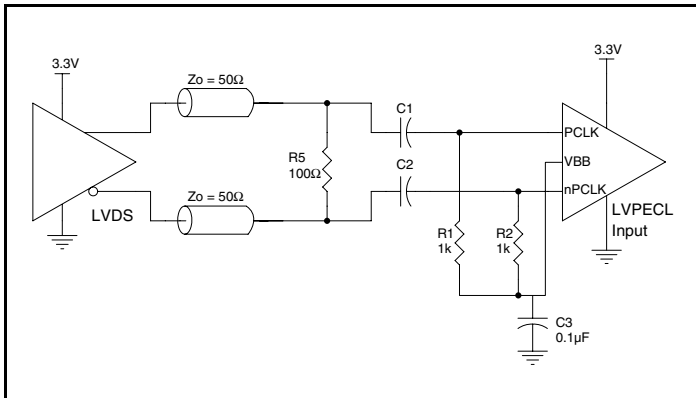 3.3V
3.3V
Zo = 50Ω
C1
PCLK
R5
100Ω
VBB
C2
Zo = 50Ω
nPCLK
LVDS
LVPECL
Input
R1
1k
R2
1k
C3
0.1µF